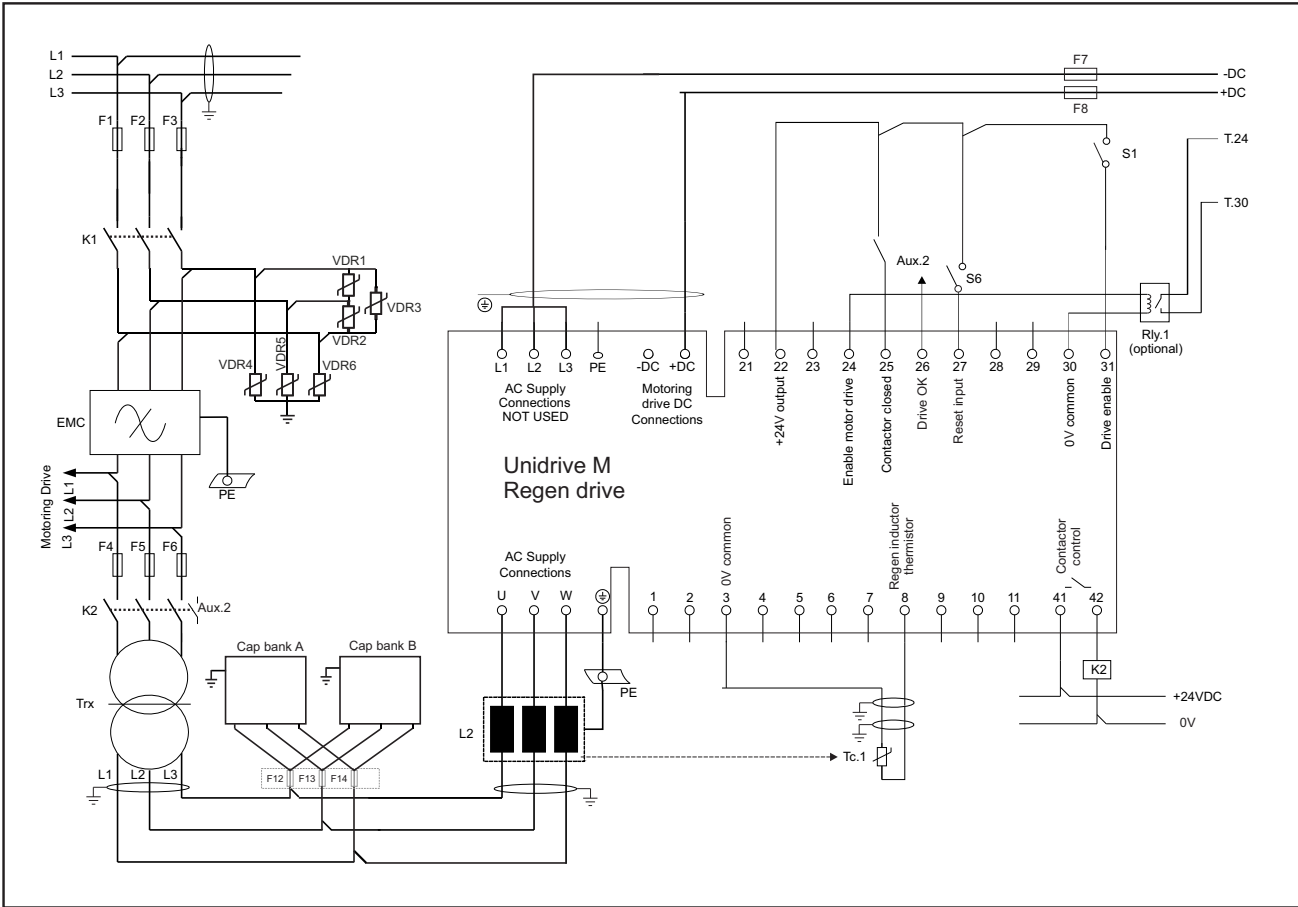 L1
L2
L3
F1 F2 F3
K1
VDR1
VDR3
VDR2
VDR4
VDR5
VDR6
EMC
PE
Motoring Drive
L1
L2
L3
F4 F5 F6
K2
Aux.2
Trx
L1 L2 L3
Cap bank A
Cap bank B
F12 F13 F14
F7
-DC
+DC
F8
T.24
S1
T.30
Aux.2
S6
Rly.1
(optional)
L1 L2 L3 PE -DC +DC
AC Supply
Connections
NOT USED
Motoring
drive DC
Connections
21 22 23 24 25 26 27 28 29 30 31
+24V output
Enable motor drive
Contactor closed
Drive OK
Reset input
0V common
Drive enable
Unidrive M
Regen drive
AC Supply
Connections
U V W
0V common
Regen inductor
thermistor
Contactor
control
1 2 3 4 5 6 7 8 9 10 11 41 42
PE
L2
Tc.1
K2
+24VDC
0V